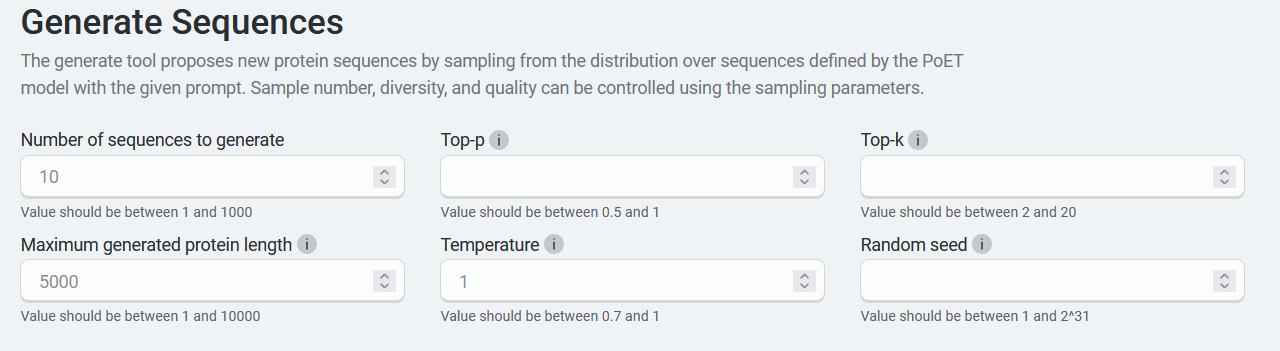 Generate Sequences
The generate tool proposes new protein sequences by sampling from the distribution over sequences defined by the PoET
model with the given prompt. Sample number, diversity, and quality can be controlled using the sampling parameters.
Number of sequences to generate
10
Value should be between 1 and 1000
Top-p i
Value should be between 0.5 and 1
Top-k i
Value should be between 2 and 20
Maximum generated protein length i
5000
Value should be between 1 and 10000
Temperature i
1
Value should be between 0.7 and 1
Random seed i
Value should be between 1 and 2^31